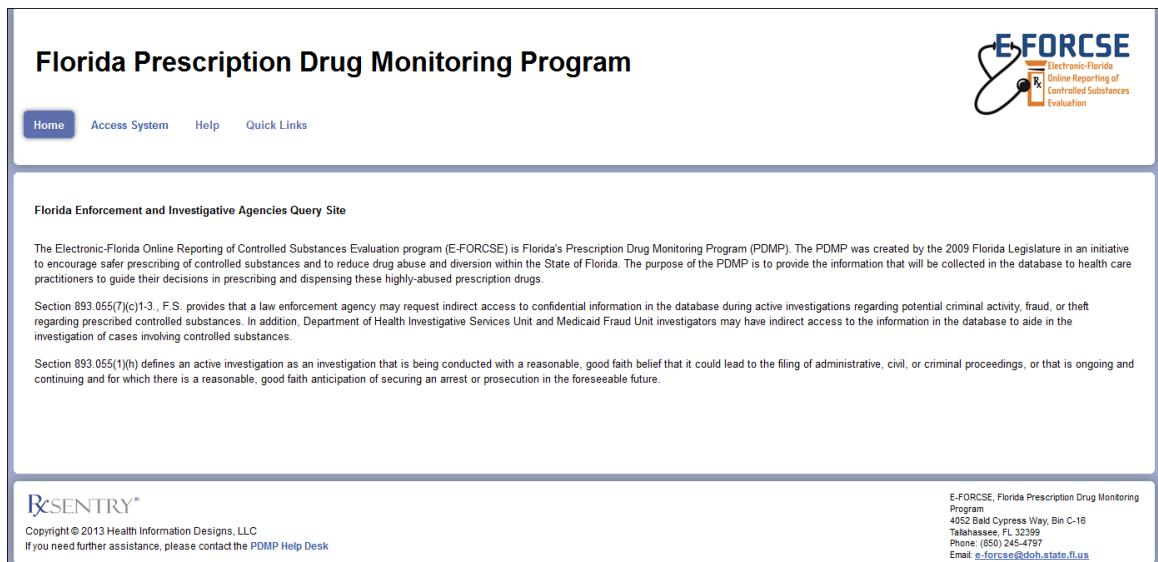 Florida Prescription Drug Monitoring Program
E-FORCSE
Electronic-Florida
Online Reporting of
Controlled Substances
Evaluation
Rx
Home Access System Help Quick Links
Florida Enforcement and Investigative Agencies Query Site
The Electronic-Florida Online Reporting of Controlled Substances Evaluation program (E-FORCSE) is Florida's Prescription Drug Monitoring Program (PDMP). The PDMP was created by the 2009 Florida Legislature in an initiative
to encourage safer prescribing of controlled substances and to reduce drug abuse and diversion within the State of Florida. The purpose of the PDMP is to provide the information that will be collected in the database to health care
practitioners to guide their decisions in prescribing and dispensing these highly-abused prescription drugs.
Section 893.055(7)(c)1-3., F.S. provides that a law enforcement agency may request indirect access to confidential information in the database during active investigations regarding potential criminal activity, fraud, or theft
regarding prescribed controlled substances. In addition, Department of Health Investigative Services Unit and Medicaid Fraud Unit investigators may have indirect access to the information in the database to aide in the
investigation of cases involving controlled substances.
Section 893.055(1)(h) defines an active investigation as an investigation that is being conducted with a reasonable, good faith belief that it could lead to the filing of administrative, civil, or criminal proceedings, or that is ongoing and
continuing and for which there is a reasonable, good faith anticipation of securing an arrest or prosecution in the foreseeable future.
RxSENTRY®
Copyright © 2013 Health Information Designs, LLC
If you need further assistance, please contact the PDMP Help Desk
E-FORCSE, Florida Prescription Drug Monitoring
Program
4052 Bald Cypress Way, Bin C-16
Tallahassee, FL 32399
Phone: (850) 245-4797
Email: e-forcse@doh.state.fl.us